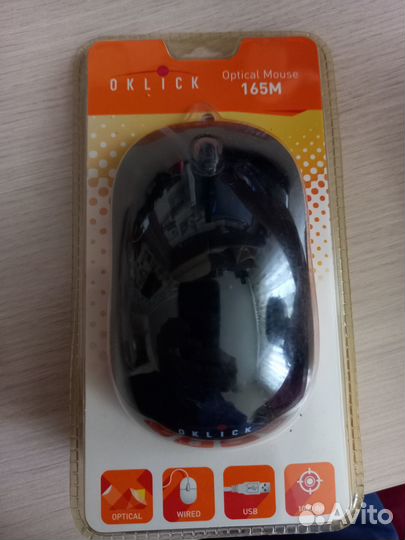 OKLICK
Optical Mouse
165M
OKLICK
OPTICAL
WIRED
USB
Avito